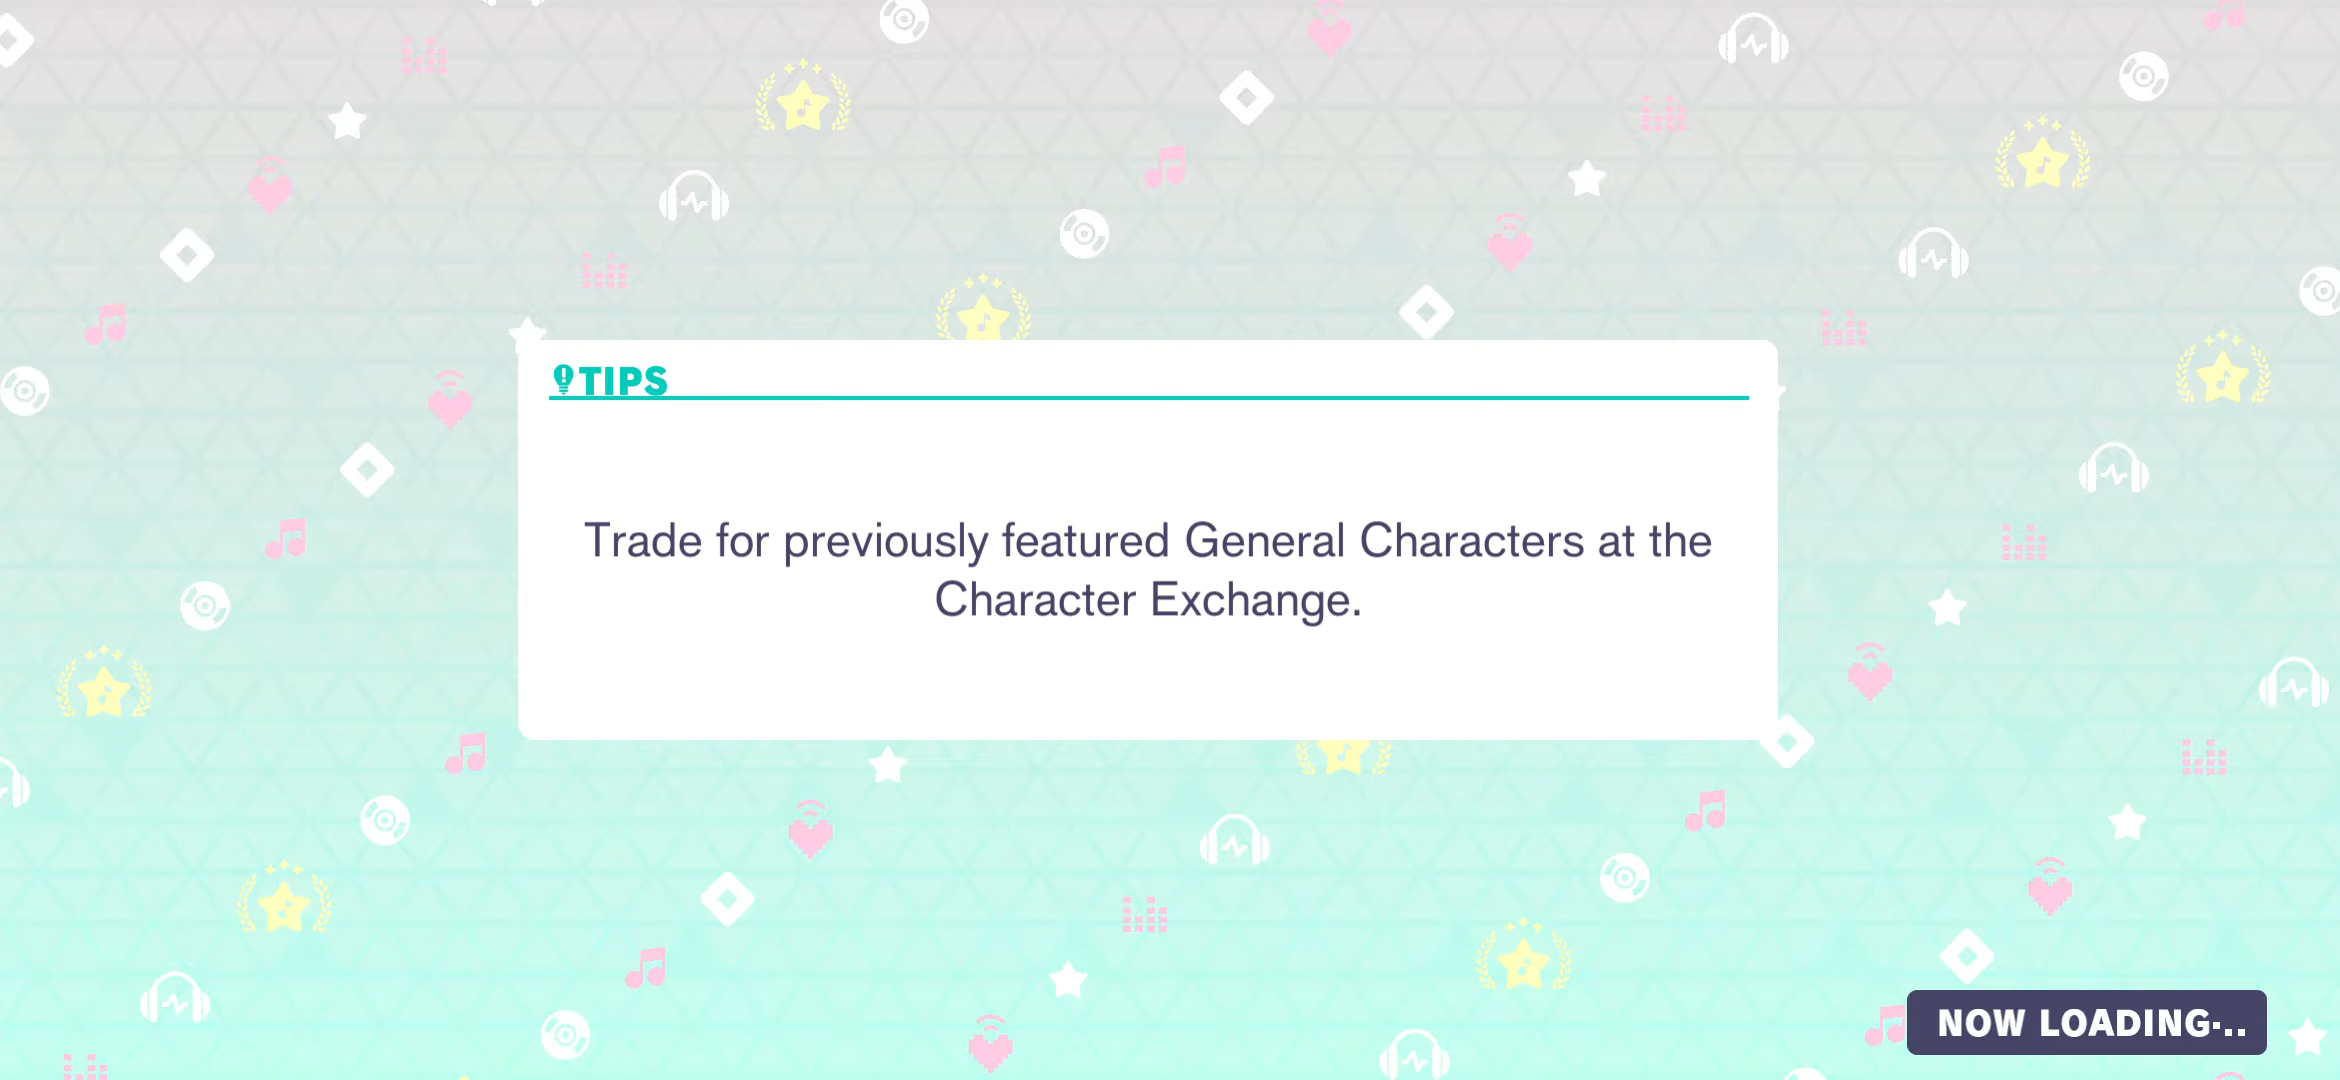 TIPS
Trade for previously featured General Characters at the
Character Exchange.
NOW LOADING...